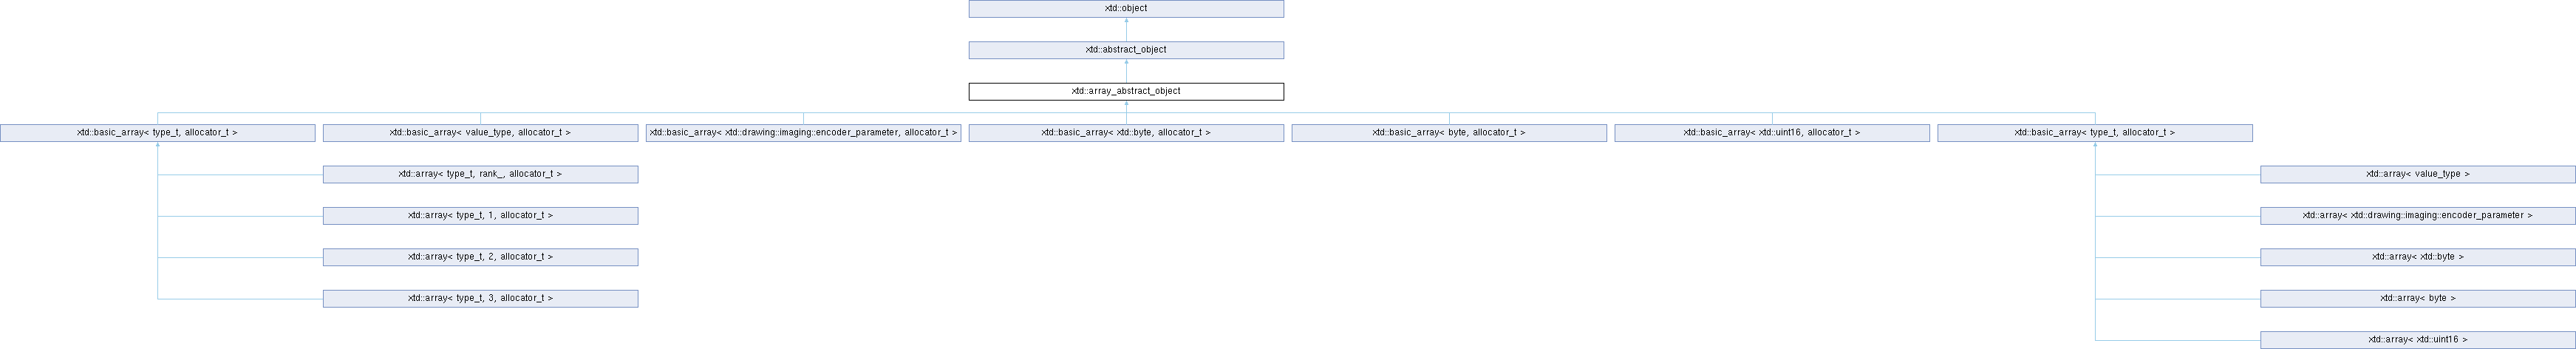 xtd::object
xtd::abstract_object
xtd::array_abstract_object
xtd::basic_array< type_t, allocator_t >
xtd::basic_array< value_type, allocator_t >
xtd::basic_array< xtd::drawing::imaging::encoder_parameter, allocator_t >
xtd::basic_array< xtd::byte, allocator_t >
xtd::basic_array< byte, allocator_t >
xtd::basic_array< xtd::uint16, allocator_t >
xtd::basic_array< type_t, allocator_t >
xtd::array< type_t, rank_, allocator_t >
xtd::array< value_type >
xtd::array< type_t, 1, allocator_t >
xtd::array< xtd::drawing::imaging::encoder_parameter >
xtd::array< type_t, 2, allocator_t >
xtd::array< xtd::byte >
xtd::array< type_t, 3, allocator_t >
xtd::array< byte >
xtd::array< xtd::uint16 >